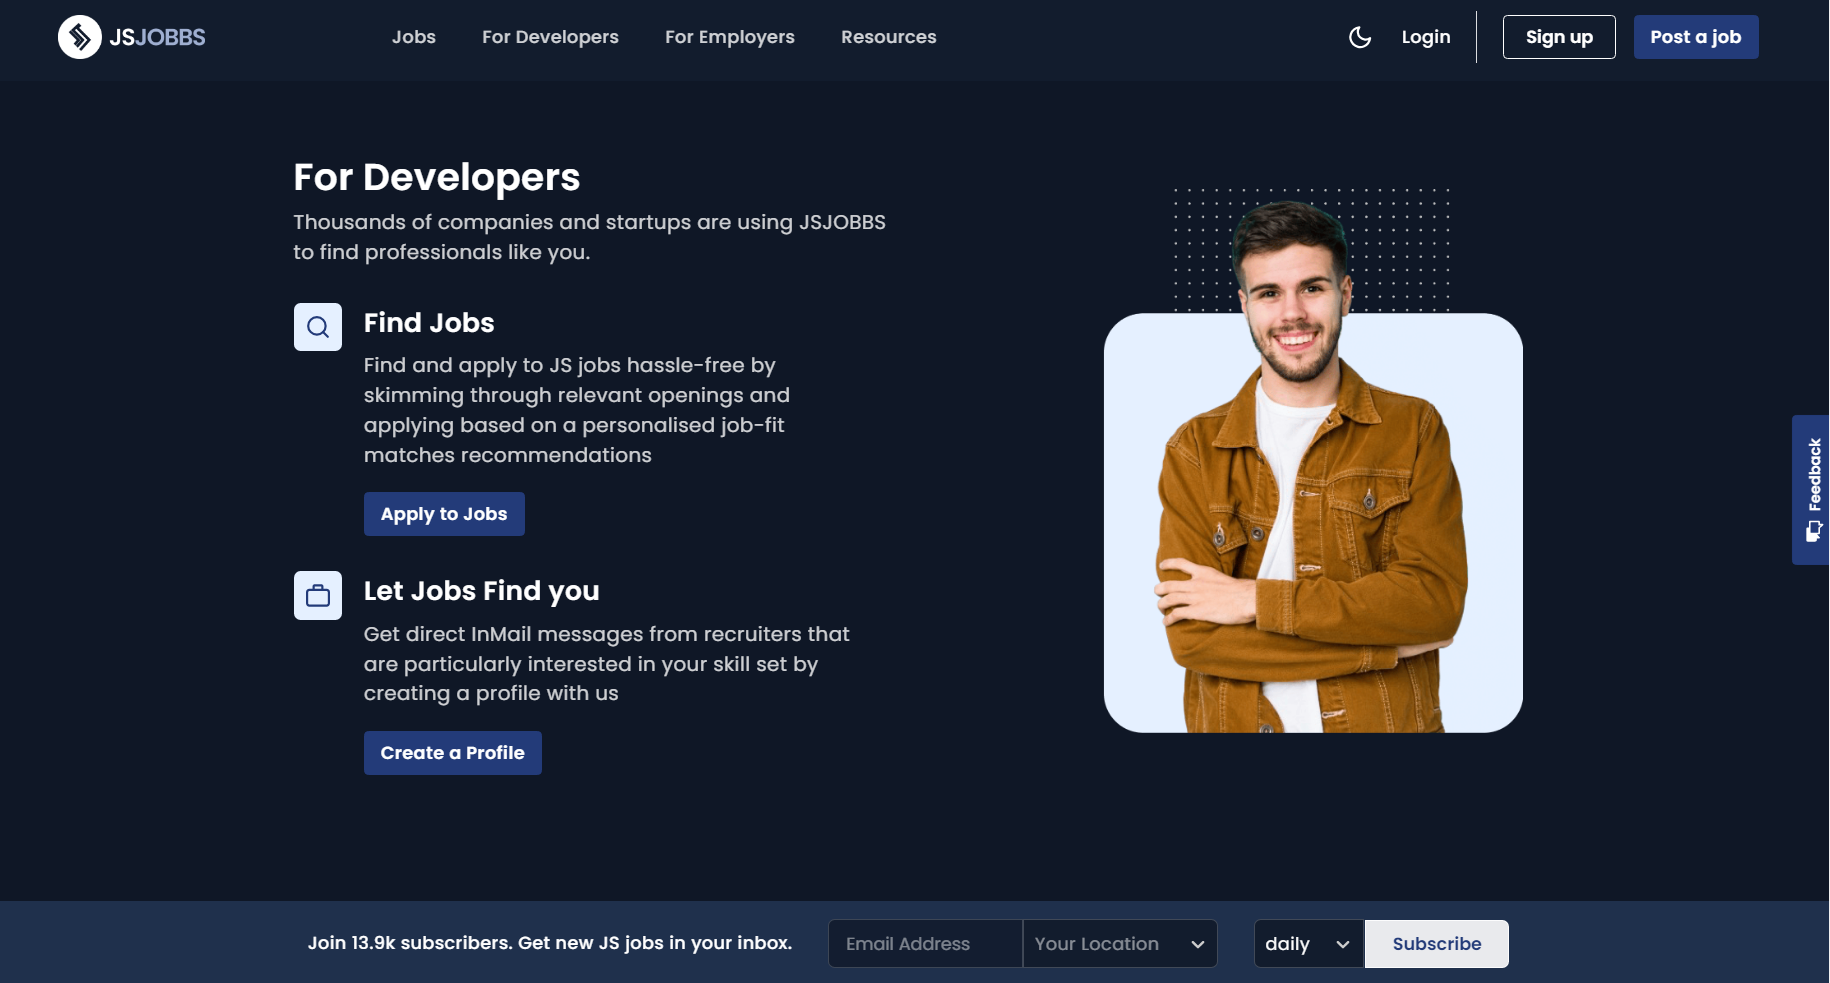 JSJOBBS
Jobs
For Developers
For Employers
Resources
Login
Sign up
Post a job
For Developers
Thousands of companies and startups are using JSJOBBS
to find professionals like you.
Find Jobs
Find and apply to JS jobs hassle-free by
skimming through relevant openings and
applying based on a personalised job-fit
matches recommendations
Apply to Jobs
Let Jobs Find you
Get direct InMail messages from recruiters that
are particularly interested in your skill set by
creating a profile with us
Create a Profile
Feedback
Join 13.9k subscribers. Get new JS jobs in your inbox.
Email Address
Your Location
daily
Subscribe